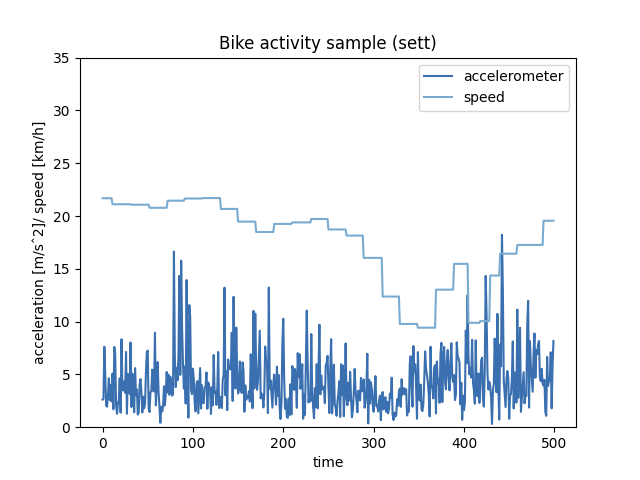 Bike activity sample (sett)
accelerometer
speed
35
30
25
20
15
10
5
0
acceleration [m/s^2]/ speed [km/h]
0 100 200 300 400 500
time